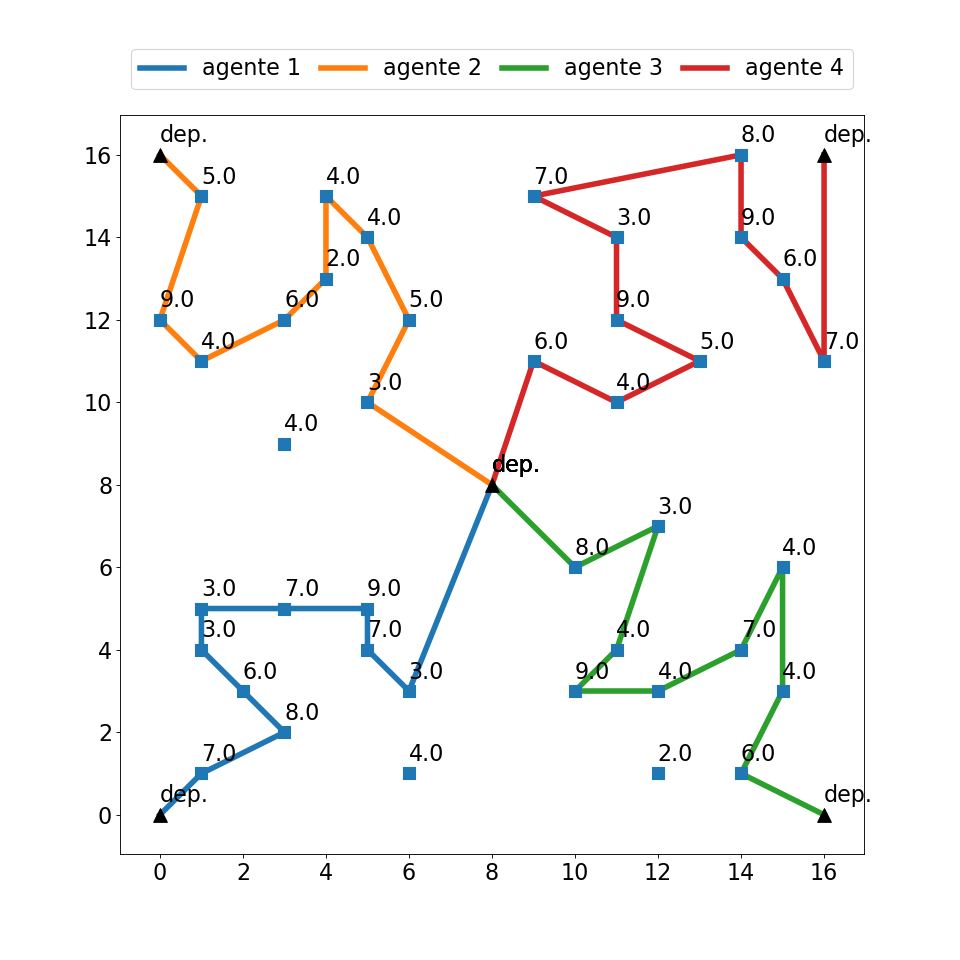 agente 1 agente 2 agente 3 agente 4
dep. 8.0 dep.
16
5.0 4.0 7.0
4.0 3.0 9.0
14
2.0 6.0
9.0 6.0 5.0 9.0
12
4.0 6.0 5.0 7.0
3.0 4.0
10
4.0
dep. dep.
8
3.0
8.0 4.0
6
3.0 7.0 9.0
3.0 7.0 4.0 7.0
4
6.0 3.0 9.0 4.0 4.0
8.0
2
7.0 4.0 2.0 6.0
dep. dep.
0
0 2 4 6 8 10 12 14 16